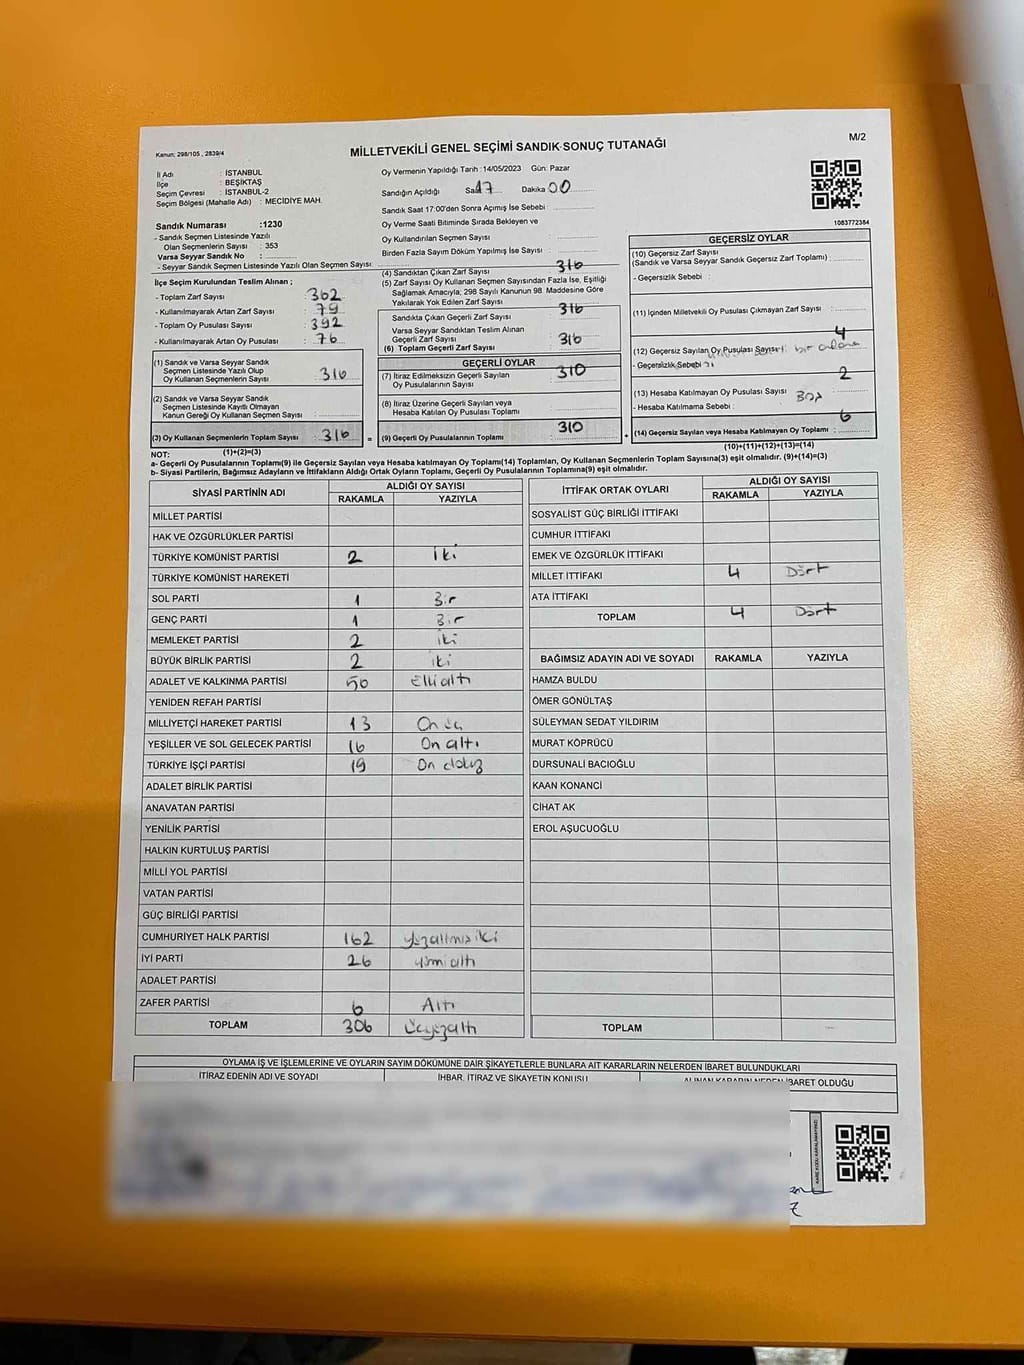 Kanun: 298/105 , 2839/4
MİLLETVEKİLİ GENEL SEÇİMİ SANDIK SONUÇ TUTANAĞI
M/2
İl Adı : İSTANBUL
İlçe : BEŞİKTAŞ
Seçim Çevresi : İSTANBUL-2
Seçim Bölgesi (Mahalle Adı) : MECİDİYE MAH.
Sandık Numarası :1230
- Sandık Seçmen Listesinde Yazılı
Olan Seçmenlerin Sayısı : 353
Varsa Seyyar Sandık No :
- Seyyar Sandık Seçmen Listesinde Yazılı Olan Seçmen Sayısı:
Oy Vermenin Yapıldığı Tarih :14/05/2023 Gün: Pazar
Sandığın Açıldığı Saat 17 Dakika 00
Sandık Saat 17:00'den Sonra Açımış İse Sebebi :
Oy Verme Saati Bitiminde Sırada Bekleyen ve
Oy Kullandırılan Seçmen Sayısı :
Birden Fazla Sayım Döküm Yapılmış İse Sayısı :
1083772384
İlçe Seçim Kurulundan Teslim Alınan ;
- Toplam Zarf Sayısı : 362
- Kullanılmayarak Artan Zarf Sayısı : 79
- Toplam Oy Pusulası Sayısı : 392
- Kullanılmayarak Artan Oy Pusulası : 76
(1) Sandık ve Varsa Seyyar Sandık
Seçmen Listesinde Yazılı Olup
Oy Kullanan Seçmenlerin Sayısı : 316
(2) Sandık ve Varsa Seyyar Sandık
Seçmen Listesinde Kayıtlı Olmayan
Kanun Gereği Oy Kullanan Seçmen Sayısı :
(3) Oy Kullanan Seçmenlerin Toplam Sayısı : 316
(4) Sandıktan Çıkan Zarf Sayısı 316
(5) Zarf Sayısı Oy Kullanan Seçmen Sayısından Fazla İse, Eşitliği
Sağlamak Amacıyla; 298 Sayılı Kanunun 98. Maddesine Göre
Yakılarak Yok Edilen Zarf Sayısı
Sandıkta Çıkan Geçerli Zarf Sayısı 316
Varsa Seyyar Sandıktan Teslim Alınan
Geçerli Zarf Sayısı
(6) Toplam Geçerli Zarf Sayısı 316
GEÇERLİ OYLAR
(7) İtiraz Edilmeksizin Geçerli Sayılan
Oy Pusulalarının Sayısı 310
(8) İtiraz Üzerine Geçerli Sayılan veya
Hesaba Katılan Oy Pusulası Toplamı
= (9) Geçerli Oy Pusulalarının Toplamı 310
GEÇERSİZ OYLAR
(10) Geçersiz Zarf Sayısı
(Sandık ve Varsa Seyyar Sandık Geçersiz Zarf Toplamı) :
- Geçersizlik Sebebi :
(11) İçinden Milletvekili Oy Pusulası Çıkmayan Zarf Sayısı :
(12) Geçersiz Sayılan Oy Pusulası Sayısı 4
- Geçersizlik Sebebi : bir
(13) Hesaba Katılmayan Oy Pusulası Sayısı 2
- Hesaba Katılmama Sebebi : Boş
+ (14) Geçersiz Sayılan veya Hesaba Katılmayan Oy Toplamı : 6
NOT: (1)+(2)=(3) (10)+(11)+(12)+(13)=(14)
a- Geçerli Oy Pusulalarının Toplamı(9) ile Geçersiz Sayılan veya Hesaba katılmayan Oy Toplamı(14) Toplamları, Oy Kullanan Seçmenlerin Toplam Sayısına(3) eşit olmalıdır. (9)+(14)=(3)
b- Siyasi Partilerin, Bağımsız Adayların ve İttifakların Aldığı Ortak Oyların Toplamı, Geçerli Oy Pusulalarının Toplamına(9) eşit olmalıdır.
SİYASİ PARTİNİN ADI ALDIĞI OY SAYISI
RAKAMLA YAZIYLA
MİLLET PARTİSİ
HAK VE ÖZGÜRLÜKLER PARTİSİ
TÜRKİYE KOMÜNİST PARTİSİ 2 iki
TÜRKİYE KOMÜNİST HAREKETİ
SOL PARTİ 1 Bir
GENÇ PARTİ 1 Bir
MEMLEKET PARTİSİ 2 iki
BÜYÜK BİRLİK PARTİSİ 2 iki
ADALET VE KALKINMA PARTİSİ Elli altı
YENİDEN REFAH PARTİSİ
MİLLİYETÇİ HAREKET PARTİSİ 13 On üç
YEŞİLLER VE SOL GELECEK PARTİSİ 16 On altı
TÜRKİYE İŞÇİ PARTİSİ 19 On dokuz
ADALET BİRLİK PARTİSİ
ANAVATAN PARTİSİ
YENİLİK PARTİSİ
HALKIN KURTULUŞ PARTİSİ
MİLLİ YOL PARTİSİ
VATAN PARTİSİ
GÜÇ BİRLİĞİ PARTİSİ
CUMHURİYET HALK PARTİSİ 162 yüzaltmışiki
İYİ PARTİ 26 yirmi altı
ADALET PARTİSİ
ZAFER PARTİSİ 6 Altı
TOPLAM 306 üçyüzaltı
İTTİFAK ORTAK OYLARI ALDIĞI OY SAYISI
RAKAMLA YAZIYLA
SOSYALİST GÜÇ BİRLİĞİ İTTİFAKI
CUMHUR İTTİFAKI
EMEK VE ÖZGÜRLÜK İTTİFAKI
MİLLET İTTİFAKI 4 Dört
ATA İTTİFAKI
TOPLAM 4 Dört
BAĞIMSIZ ADAYIN ADI VE SOYADI RAKAMLA YAZIYLA
HAMZA BULDU
ÖMER GÖNÜLTAŞ
SÜLEYMAN SEDAT YILDIRIM
MURAT KÖPRÜCÜ
DURSUNALİ BACIOĞLU
KAAN KONANCİ
CİHAT AK
EROL AŞUCUOĞLU
TOPLAM
OYLAMA İŞ VE İŞLEMLERİNE VE OYLARIN SAYIM DÖKÜMÜNE DAİR ŞİKAYETLERLE BUNLARA AİT KARARLARIN NELERDEN İBARET BULUNDUKLARI
İTİRAZ EDENİN ADI VE SOYADI İHBAR, İTİRAZ VE ŞİKAYETİN KONUSU ALINAN KARARIN NEDEN İBARET OLDUĞU
KARE KODU KARALAMAYINIZ!